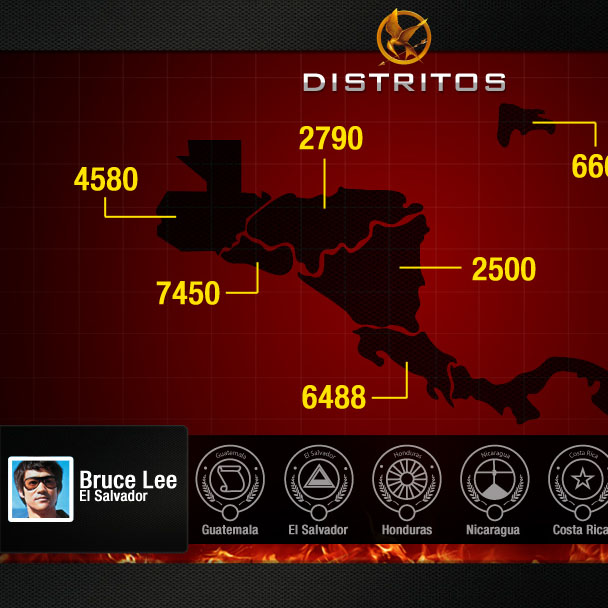 DISTRITOS
2790
4580
660
2500
7450
6488
Bruce Lee
El Salvador
Guatemala
El Salvador
Honduras
Nicaragua
Costa Rica
Guatemala
El Salvador
Honduras
Nicaragua
Costa Rica